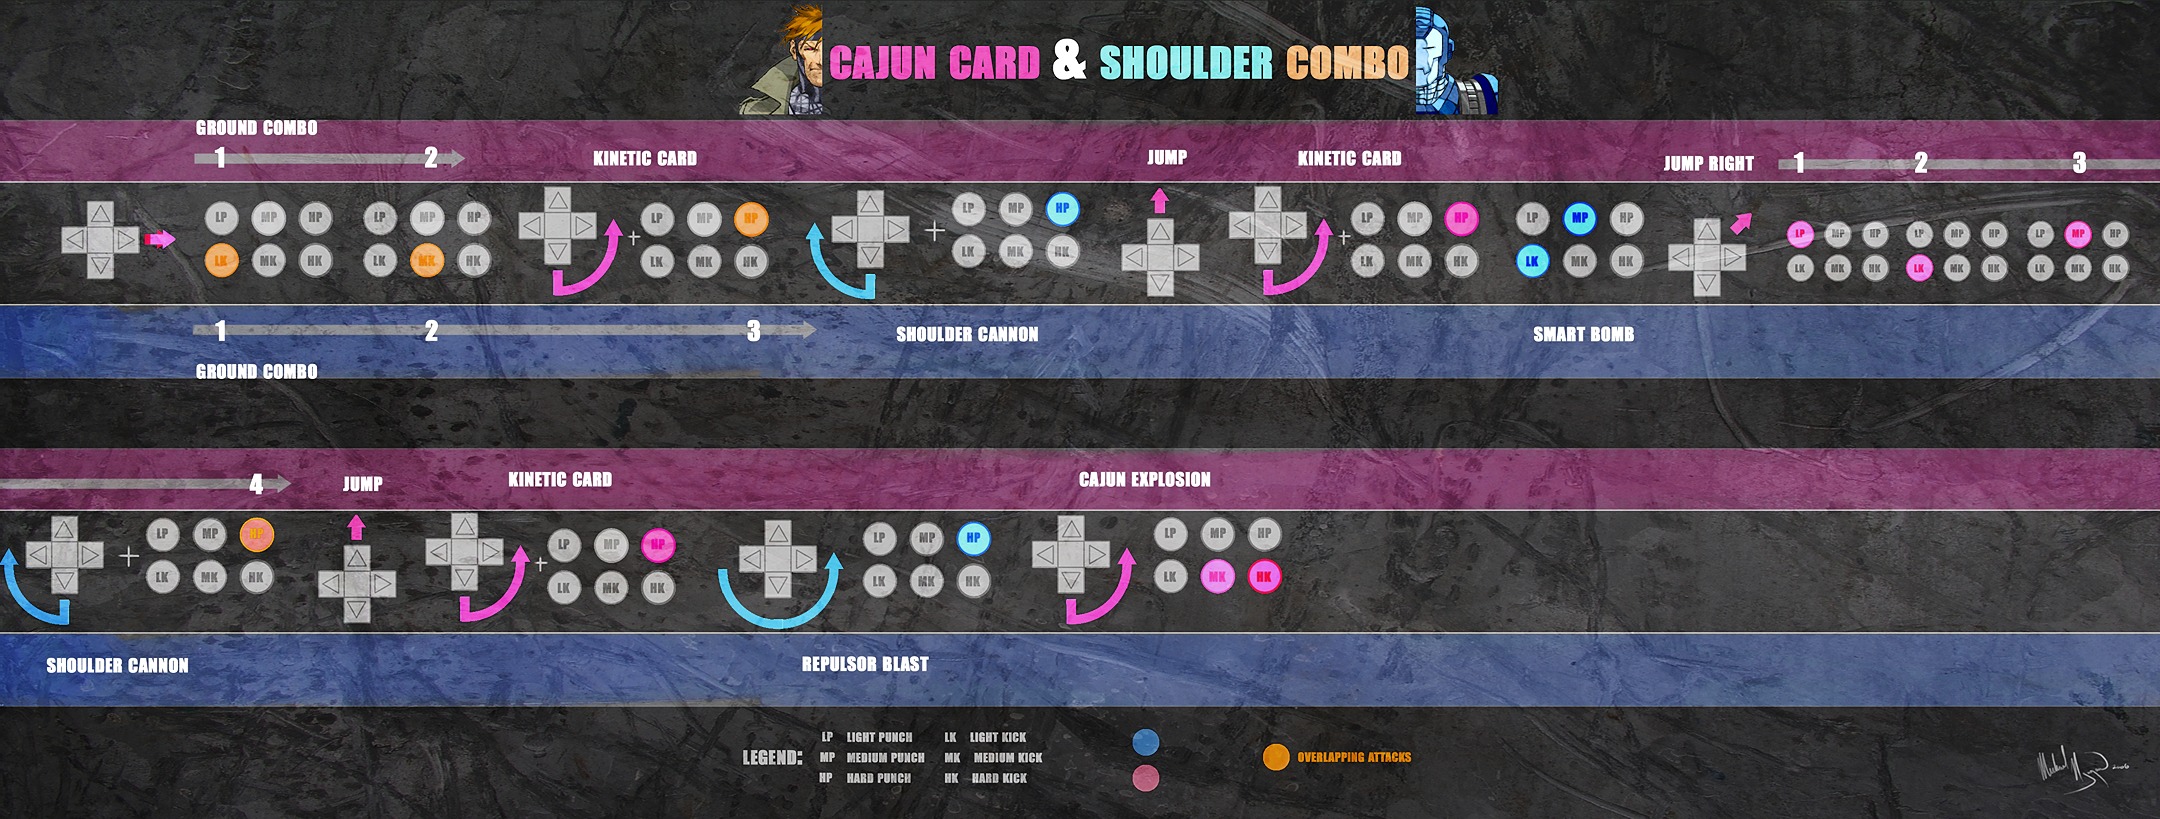 CAJUN CARD & SHOULDER COMBO
GROUND COMBO
1 2
KINETIC CARD
JUMP
KINETIC CARD
JUMP RIGHT
1 2 3
LP MP HP LP MP HP
LK MK HK LK MK HK
+ LP MP HP
LK MK HK
+ LP MP HP
LK MK HK
+ LP MP HP LP MP HP
LK MK HK LK MK HK
LP MP HP LP MP HP LP MP HP
LK MK HK LK MK HK LK MK HK
1 2 3
GROUND COMBO
SHOULDER CANNON
SMART BOMB
4
JUMP
KINETIC CARD
CAJUN EXPLOSION
+ LP MP HP
LK MK HK
+ LP MP HP
LK MK HK
LP MP HP
LK MK HK
LP MP HP
LK MK HK
SHOULDER CANNON
REPULSOR BLAST
LEGEND:
LP LIGHT PUNCH LK LIGHT KICK
MP MEDIUM PUNCH MK MEDIUM KICK
HP HARD PUNCH HK HARD KICK
OVERLAPPING ATTACKS